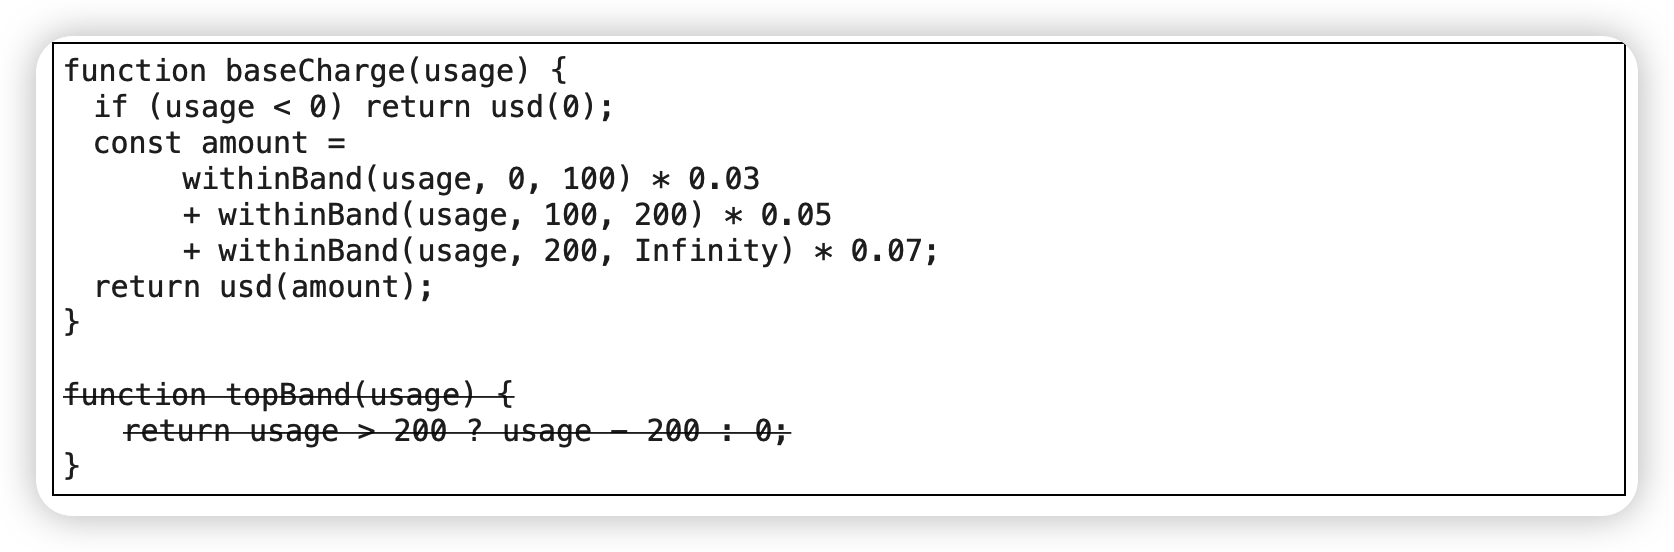 function baseCharge(usage) {
  if (usage < 0) return usd(0);
  const amount =
        withinBand(usage, 0, 100) * 0.03
        + withinBand(usage, 100, 200) * 0.05
        + withinBand(usage, 200, Infinity) * 0.07;
  return usd(amount);
}

function topBand(usage) {
    return usage > 200 ? usage - 200 : 0;
}